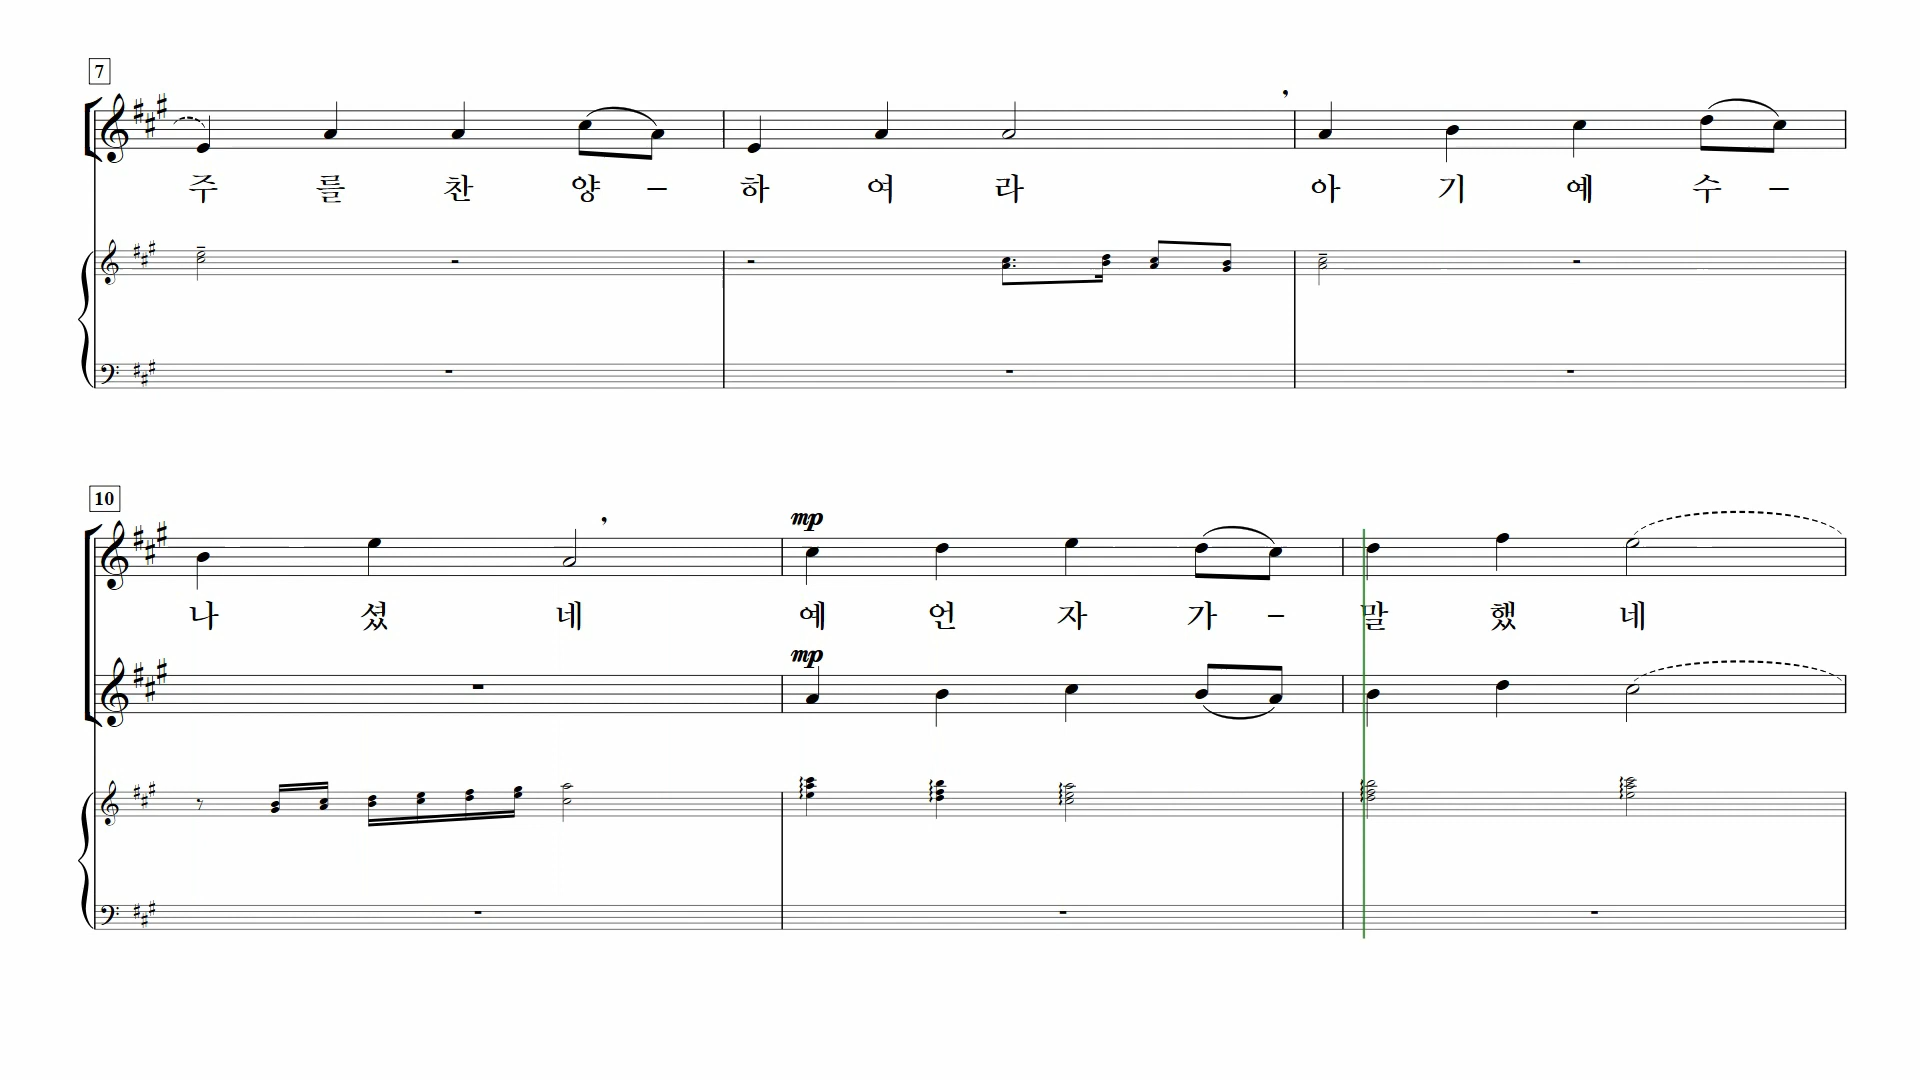 7
주 를 찬 양 – 하 여 라 아 기 예 수 –
10
mp
나 셨 네 예 언 자 가 – 말 했 네
mp